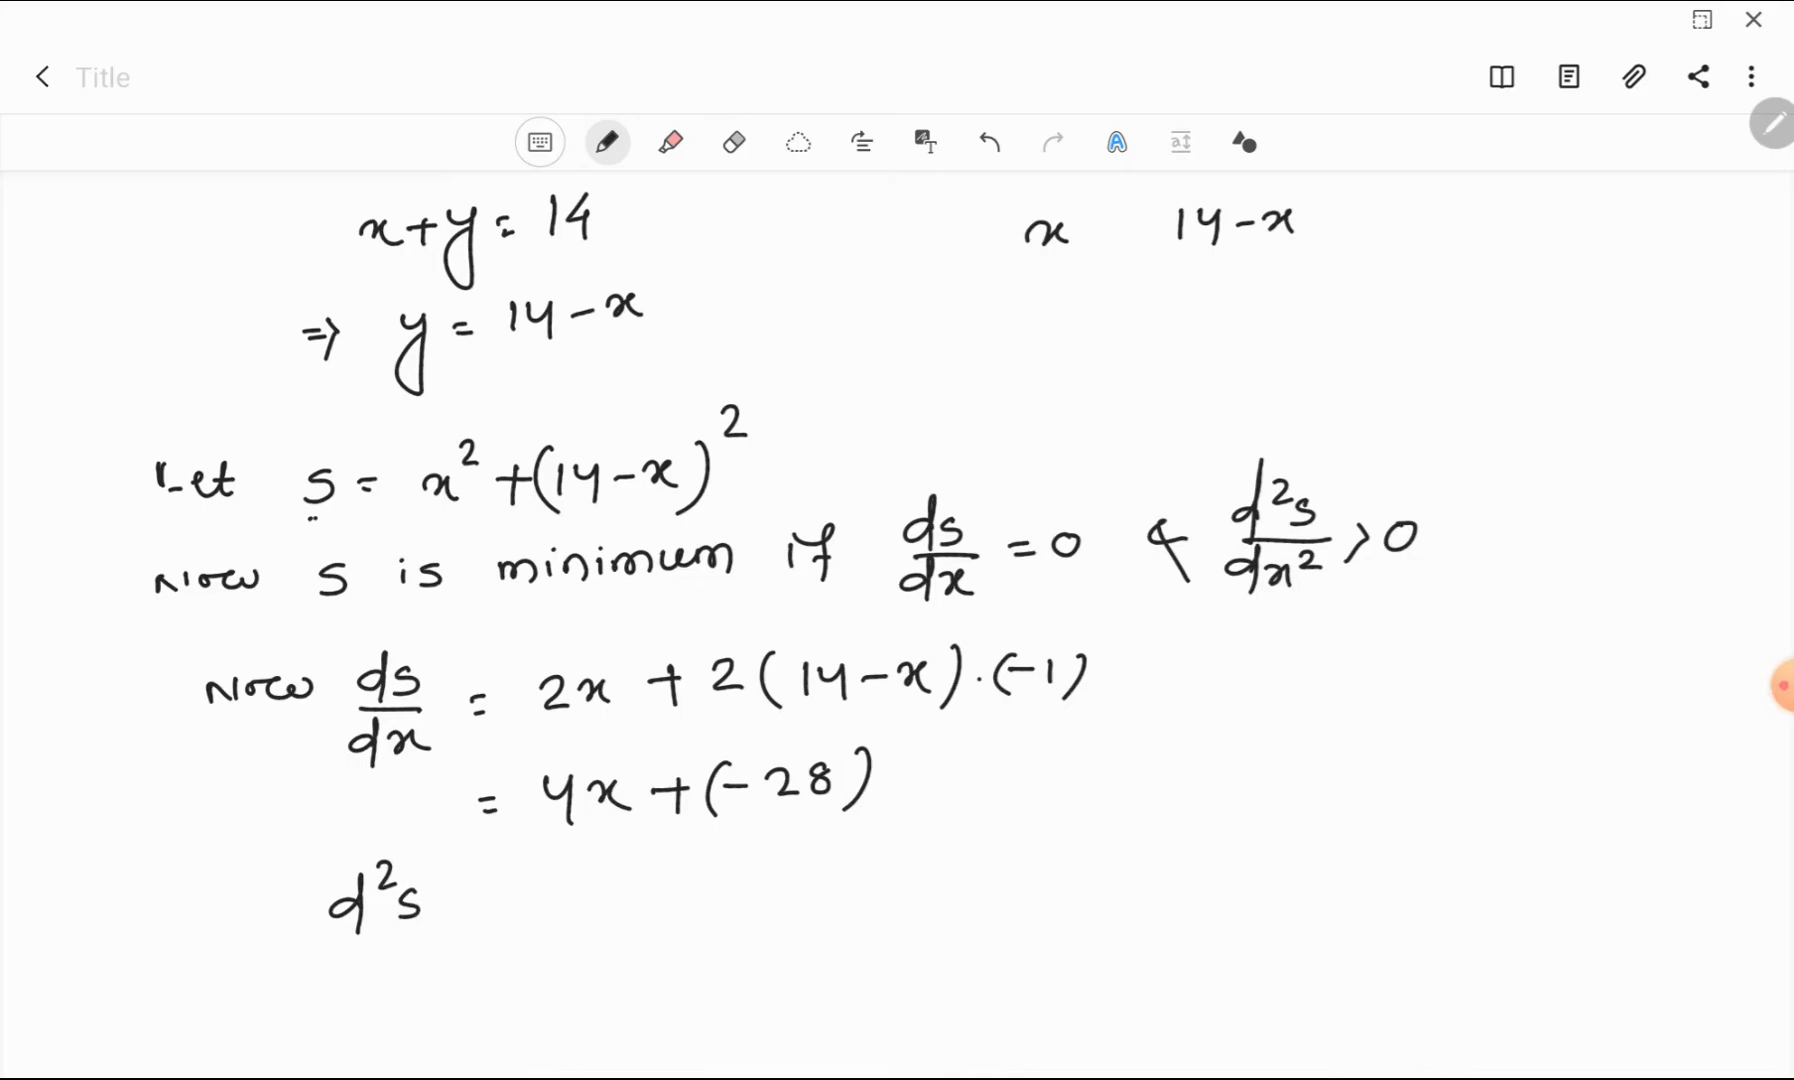 Title
x+y = 14 x 14-x
⇒ y = 14-x
Let s = x² + (14-x)²
Now s is minimum if ds/dx = 0 & d²s/dx² > 0
Now ds/dx = 2x + 2(14-x).(-1)
= 4x + (-28)
d²s